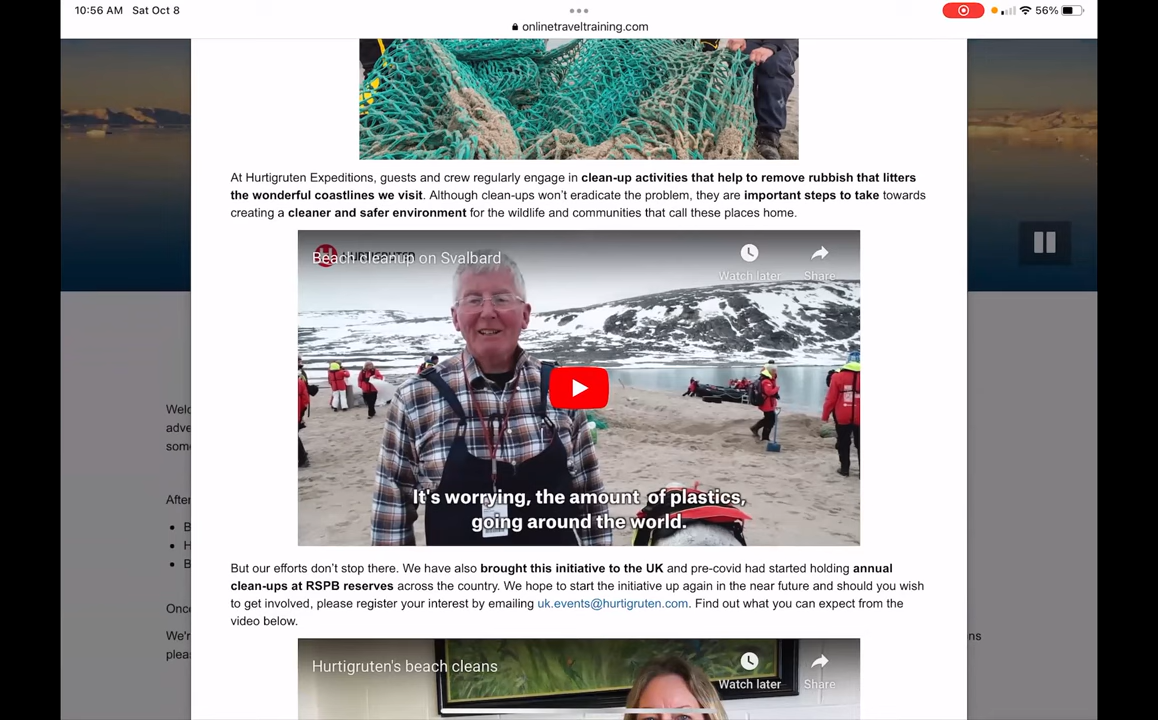 10:56 AM Sat Oct 8
56%
onlinetraveltraining.com
At Hurtigruten Expeditions, guests and crew regularly engage in clean-up activities that help to remove rubbish that litters
the wonderful coastlines we visit. Although clean-ups won't eradicate the problem, they are important steps to take towards
creating a cleaner and safer environment for the wildlife and communities that call these places home.
Beach cleanup on Svalbard
Watch later
Share
It's worrying, the amount of plastics,
going around the world.
But our efforts don't stop there. We have also brought this initiative to the UK and pre-covid had started holding annual
clean-ups at RSPB reserves across the country. We hope to start the initiative up again in the near future and should you wish
to get involved, please register your interest by emailing uk.events@hurtigruten.com. Find out what you can expect from the
video below.
Hurtigruten's beach cleans
Watch later
Share